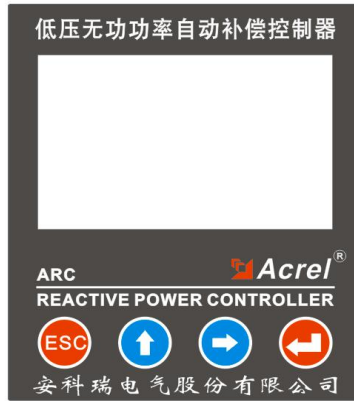 低压无功功率自动补偿控制器
ARC
Acrel®
REACTIVE POWER CONTROLLER
ESC
安科瑞电气股份有限公司